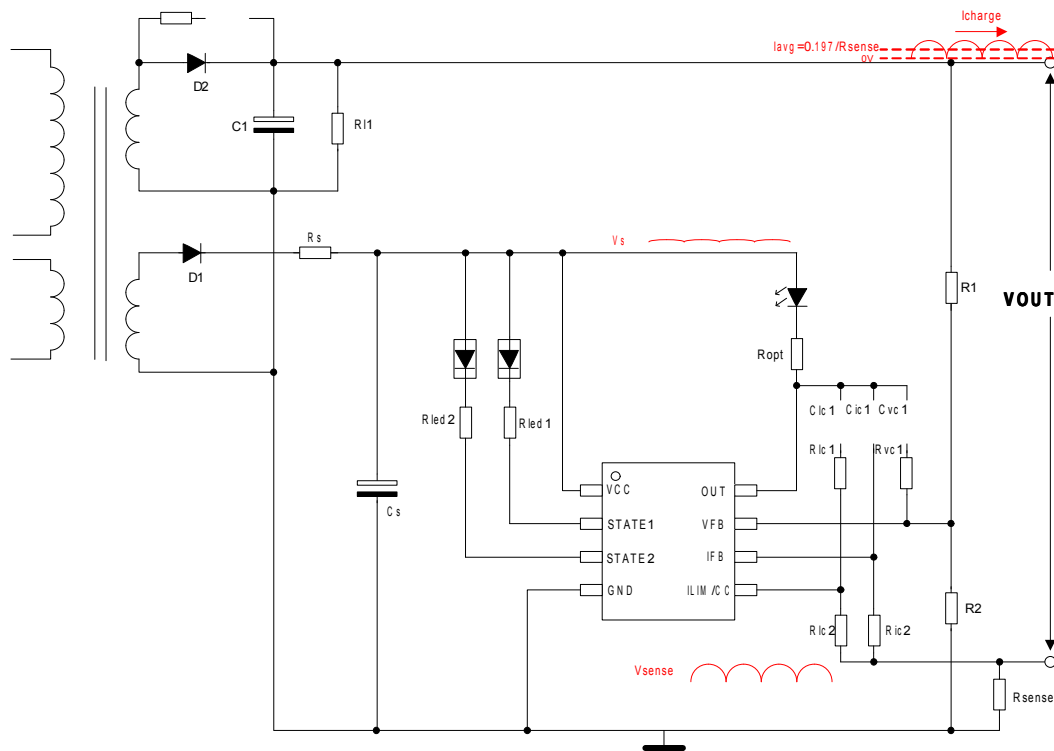 Icharge
Iavg=0.197/Rsense
0V
D2
C1
Rl1
Rs
Vs
D1
R1
VOUT
Ropt
Clc1 Cic1 Cvc1
Rled2 Rled1
Rlc1 Rvc1
VCC OUT
Cs
STATE1 VFB
STATE2 IFB
GND ILIM/CC
R2
Rlc2 Ric2
Vsense
Rsense